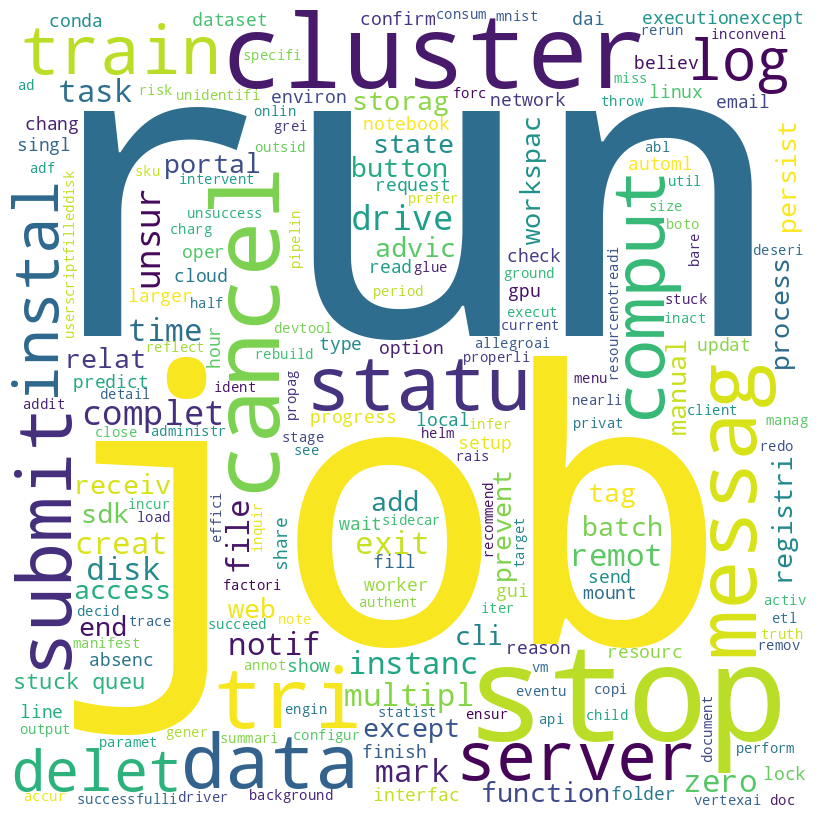 conda
dataset
confirm
consum
mnist
dai
executionexcept
rerun
inconveni
train
specifi
cluster
believ
log
ad
task
risk
unidentifi
environ
storag
forc
network
miss
throw
linux
email
chang
singl
onlin
grei
notebook
outsid
state
button
request
prefer
workspac
abl
automl
util
persist
adf
portal
sku
intervent
run
unsuccess
charg
drive
advic
read
glue
period
check
ground
gpu
execut
current
size
boto
bare
deseri
userscriptfilleddisk
instal
unsur
oper
cloud
larger
half
cancel
pipelin
devtool
comput
resourcenotreadi
stuck
inact
process
time
hour
reflect
rebuild
type
option
allegroai
properli
updat
relat
predict
detail
ident
addit
complet
propag
statu
menu
nearli
privat
manual
client
manag
messag
redo
close
administr
stage
see
progress
local
helm
infer
rais
setup
submit
receiv
incur
sdk
load
creat
file
effici
inquir
share
job
add
wait
sidecar
exit
fill
worker
authent
prevent
recommend
target
gui
iter
tag
batch
remot
send
mount
registri
disk
access
decid
trace
factori
succeed
web
note
end
manifest
absenc
notif
annot
show
cli
instanc
reason
resourc
activ
etl
truth
remov
stuck queu
line
output
paramet
gener
summari
tri
engin
statist
configur
multipl
except
finish
vm
eventu
ensur
api
copi
child
stop
document
perform
delet
data
accur
successfulli
driver
background
mark
interfac
server
function
folder
zero
lock
vertexai
doc